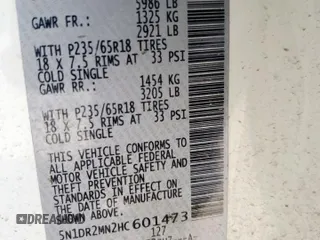 5986 LB
GAWR FR.: 1325 KG
2921 LB
WITH P235/65R18 TIRES
18 X 7.5 RIMS AT 33 PSI
COLD SINGLE
GAWR RR.: 1454 KG
3205 LB
WITH P235/65R18 TIRES
18 X 7.5 RIMS AT 33 PSI
COLD SINGLE
THIS VEHICLE CONFORMS TO
ALL APPLICABLE FEDERAL
MOTOR VEHICLE SAFETY AND
THEFT PREVENTION
STANDARDS IN EFFECT ON
THE DATE OF MANUFACTURE
SHOWN ABOVE.
5N1DR2MN2HC601473
127